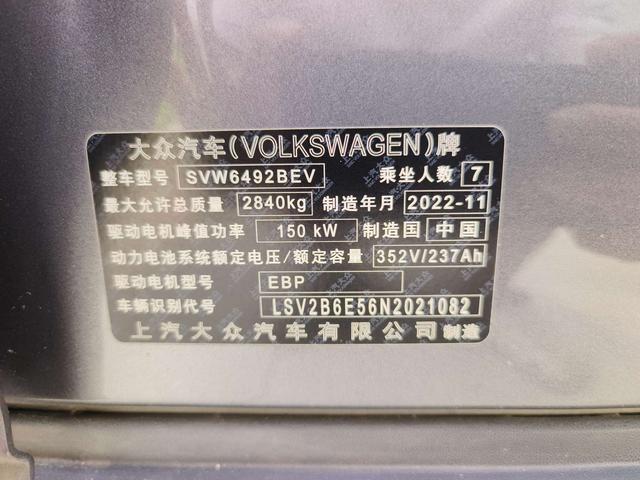 大众汽车(VOLKSWAGEN)牌
整车型号 SVW6492BEV 乘坐人数 7
最大允许总质量 2840kg 制造年月 2022-11
驱动电机峰值功率 150 kW 制造国 中国
动力电池系统额定电压/额定容量 352V/237Ah
驱动电机型号 EBP
车辆识别代号 LSV2B6E56N2021082
上汽大众汽车有限公司 制造